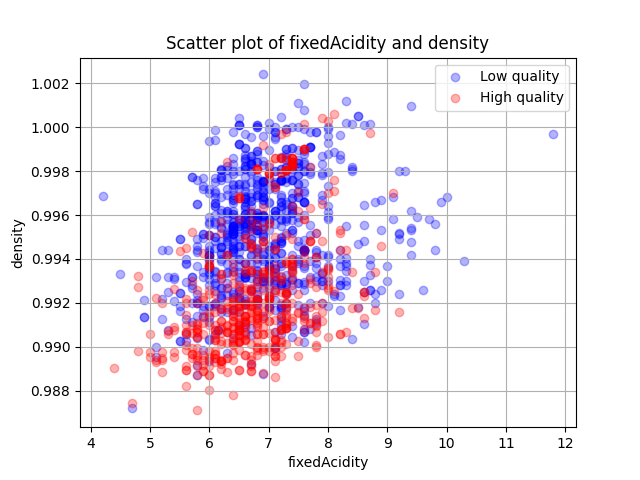 Scatter plot of fixedAcidity and density
Low quality
High quality
density
1.002
1.000
0.998
0.996
0.994
0.992
0.990
0.988
4 5 6 7 8 9 10 11 12
fixedAcidity